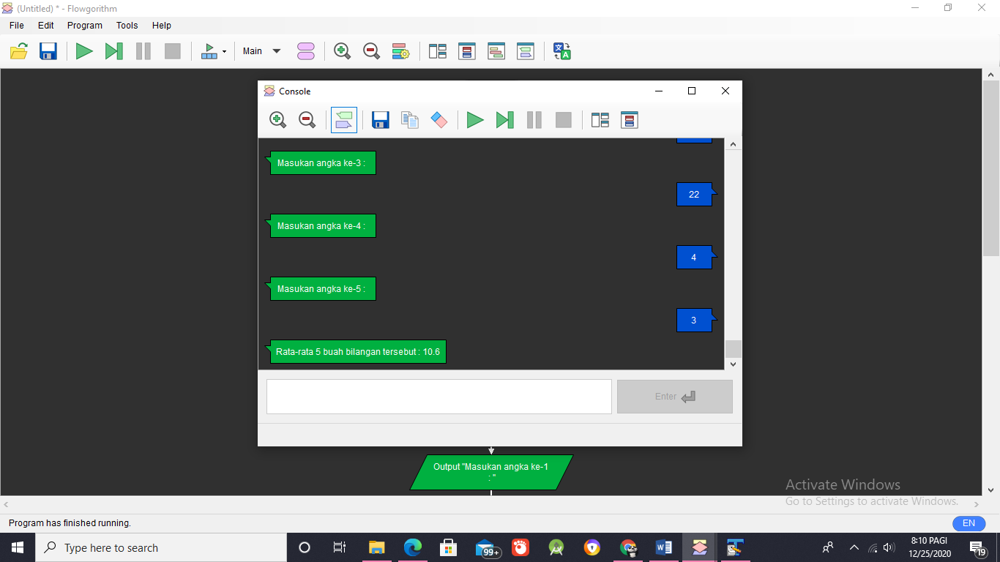 (Untitled) * - Flowgorithm
File Edit Program Tools Help
Main
Console
Masukan angka ke-3 :
22
Masukan angka ke-4 :
4
Masukan angka ke-5 :
3
Rata-rata 5 buah bilangan tersebut : 10.6
Enter
Output "Masukan angka ke-1
: "
Activate Windows
Go to Settings to activate Windows.
Program has finished running.
EN
Type here to search
99+
8:10 PAGI
12/25/2020
19